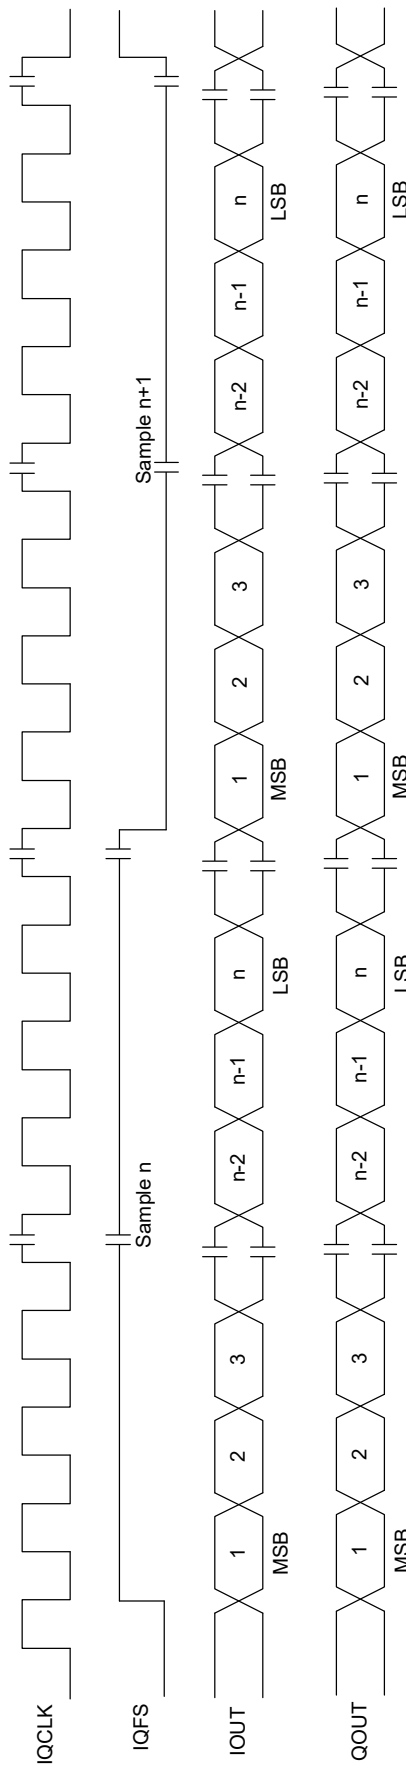 IQCLK
IQFS
Sample n
Sample n+1
IOUT
1 2 3 n-2 n-1 n 1 2 3 n-2 n-1 n
MSB LSB MSB LSB
QOUT
1 2 3 n-2 n-1 n 1 2 3 n-2 n-1 n
MSB LSB MSB LSB